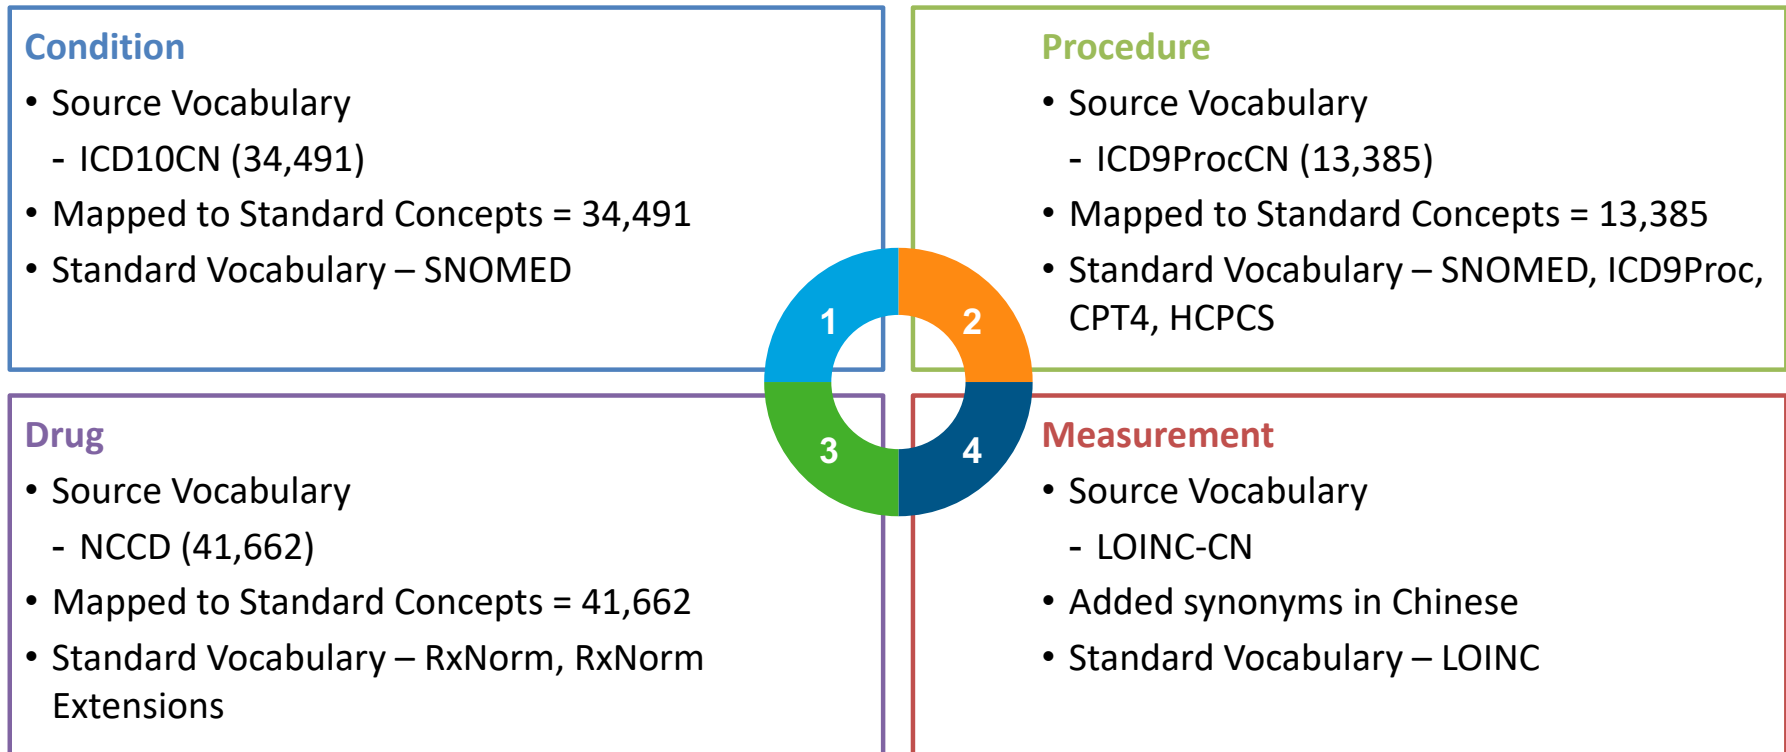 Condition
• Source Vocabulary
- ICD10CN (34,491)
• Mapped to Standard Concepts = 34,491
• Standard Vocabulary – SNOMED
Procedure
• Source Vocabulary
- ICD9ProcCN (13,385)
• Mapped to Standard Concepts = 13,385
• Standard Vocabulary – SNOMED, ICD9Proc,
CPT4, HCPCS
1
2
3
4
Drug
• Source Vocabulary
- NCCD (41,662)
• Mapped to Standard Concepts = 41,662
• Standard Vocabulary – RxNorm, RxNorm
Extensions
Measurement
• Source Vocabulary
- LOINC-CN
• Added synonyms in Chinese
• Standard Vocabulary – LOINC